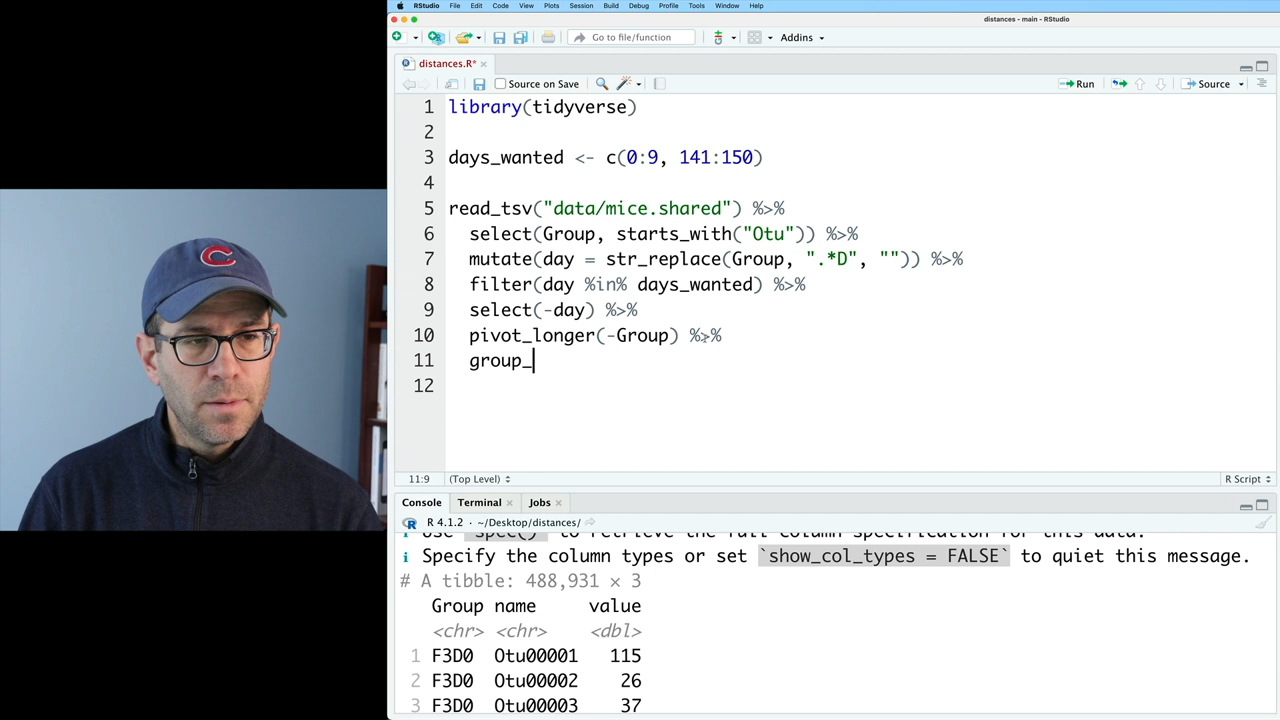 RStudio File Edit Code View Plots Session Build Debug Profile Tools Window Help
distances - main - RStudio
Go to file/function Addins
distances.R*
Source on Save Run Source
1 library(tidyverse)
2
3 days_wanted <- c(0:9, 141:150)
4
5 read_tsv("data/mice.shared") %>%
6 select(Group, starts_with("Otu")) %>%
7 mutate(day = str_replace(Group, ".*D", "")) %>%
8 filter(day %in% days_wanted) %>%
9 select(-day) %>%
10 pivot_longer(-Group) %>%
11 group_
12
11:9 (Top Level) R Script
Console Terminal Jobs
R 4.1.2 · ~/Desktop/distances/
i Use `spec()` to retrieve the full column specification for this data.
i Specify the column types or set `show_col_types = FALSE` to quiet this message.
# A tibble: 488,931 × 3
Group name value
<chr> <chr> <dbl>
1 F3D0 Otu00001 115
2 F3D0 Otu00002 26
3 F3D0 Otu00003 37
C